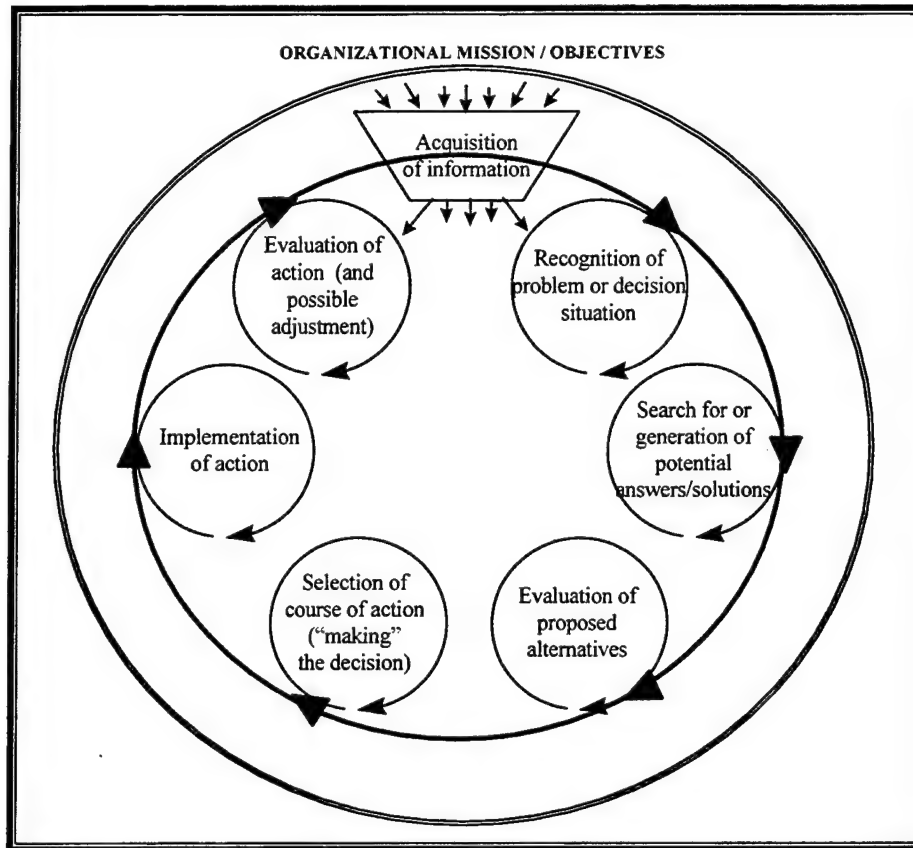 ORGANIZATIONAL MISSION / OBJECTIVES
Acquisition
of information
Recognition of
problem or decision
situation
Search for or
generation of
potential
answers/solutions
Evaluation of
proposed
alternatives
Selection of
course of action
(“making”
the decision)
Implementation
of action
Evaluation of
action (and
possible
adjustment)